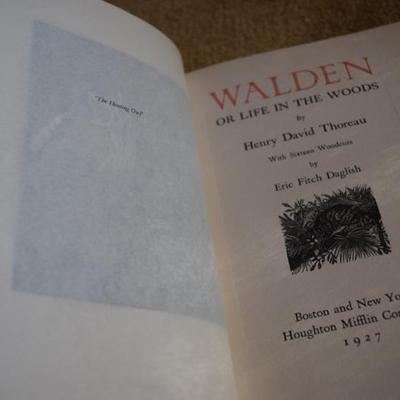 "The Hooting Owl"
WALDEN
OR LIFE IN THE WOODS
By
Henry David Thoreau
With Sixteen Woodcuts
by
Eric Fitch Daglish
Boston and New Yo
Houghton Mifflin Com
1927